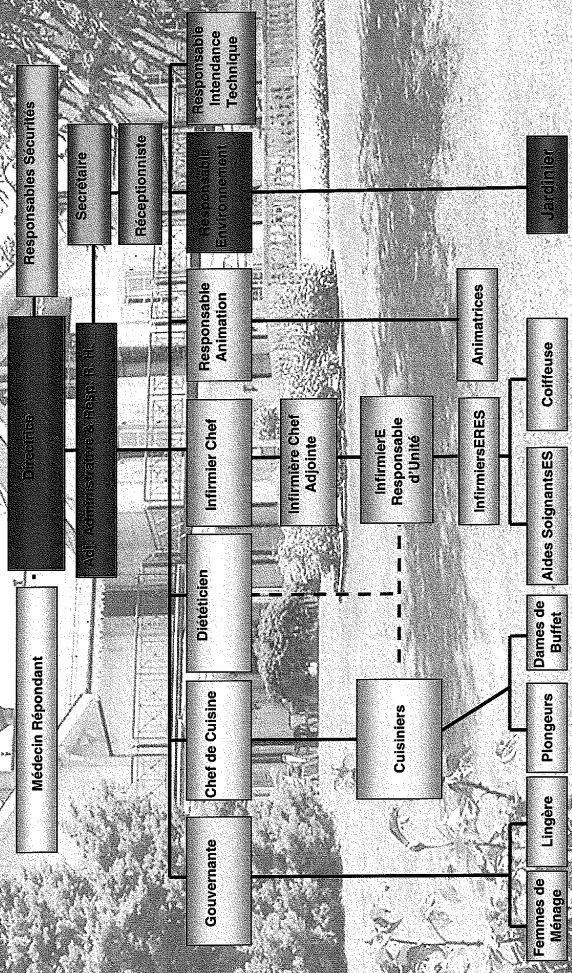 Médecin Répondant
Directrice
Responsables Sécurités
Adj. Administrative & Resp. R. H.
Secrétaire
Réceptionniste
Gouvernante
Chef de Cuisine
Diététicien
Infirmier Chef
Responsable
Animation
Responsable
Environnement
Responsable
Intendance
Technique
Infirmière Chef
Adjointe
Cuisiniers
InfirmierE
Responsable
d'Unité
InfirmiersERES
Animatrices
Femmes de
Ménage
Lingère
Plongeurs
Dames de
Buffet
Aides SoignantsES
Coiffeuse
Jardinier